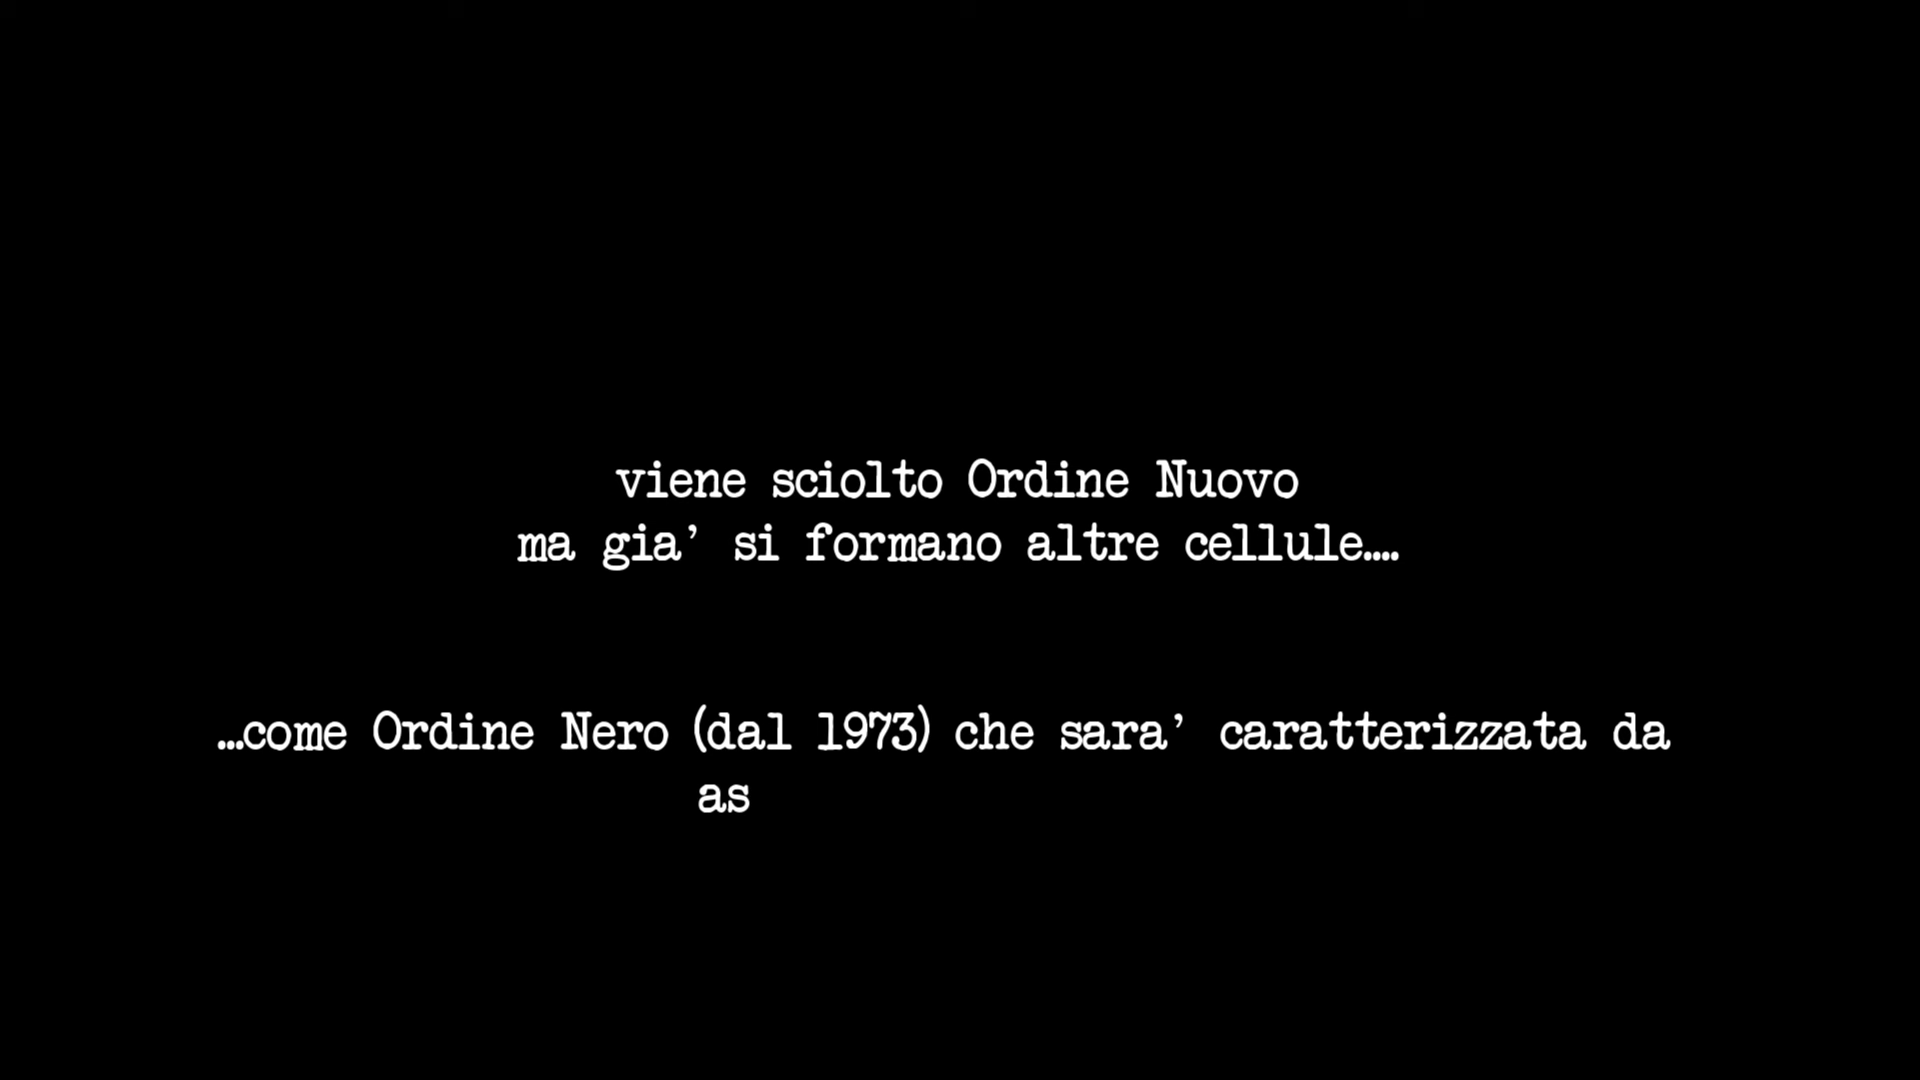 viene sciolto Ordine Nuovo
ma gia’ si formano altre cellule....
...come Ordine Nero (dal 1973) che sara’ caratterizzata da
as